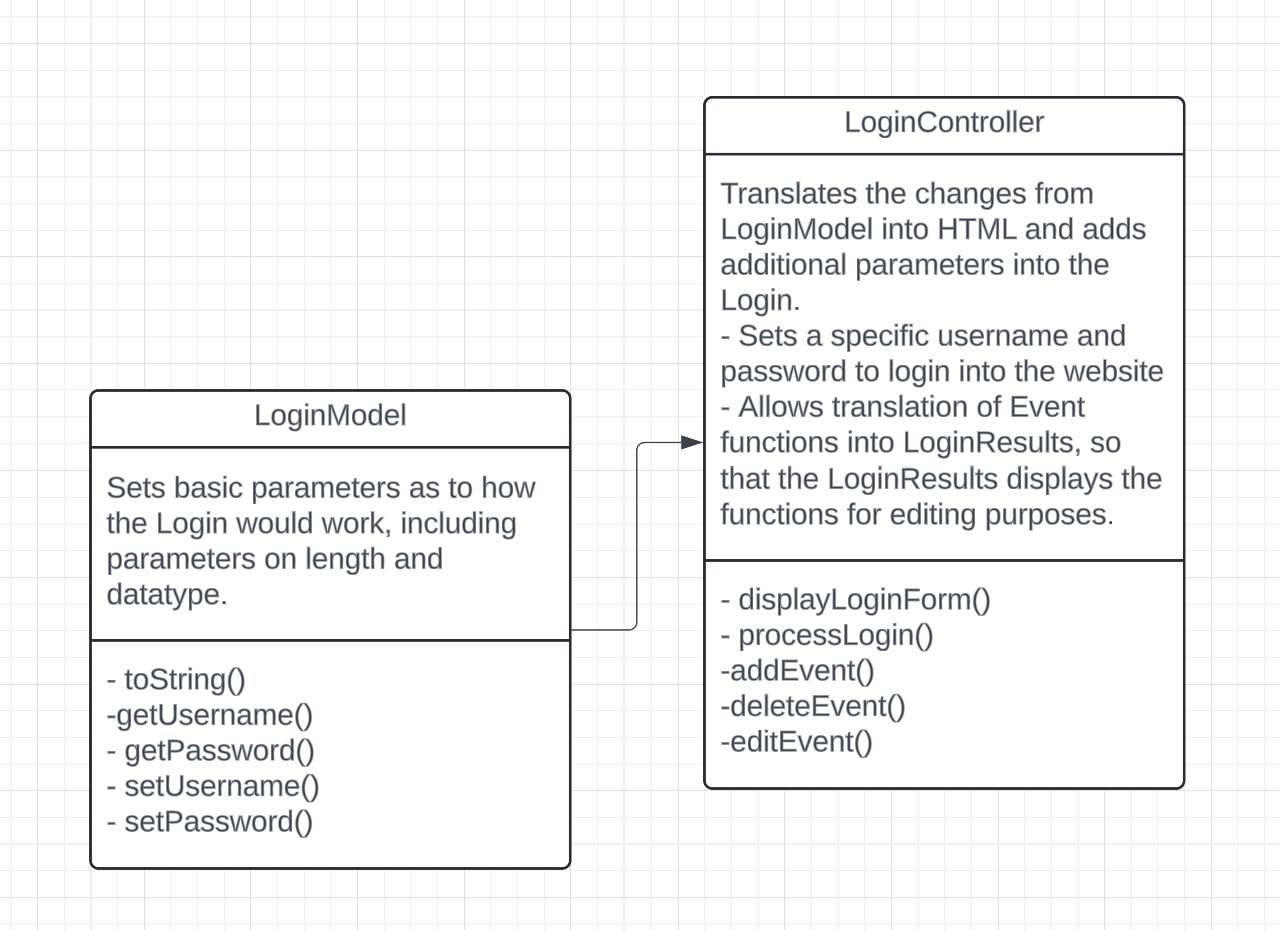 LoginController
Translates the changes from
LoginModel into HTML and adds
additional parameters into the
Login.
- Sets a specific username and
password to login into the website
- Allows translation of Event
functions into LoginResults, so
that the LoginResults displays the
functions for editing purposes.
- displayLoginForm()
- processLogin()
-addEvent()
-deleteEvent()
-editEvent()
LoginModel
Sets basic parameters as to how
the Login would work, including
parameters on length and
datatype.
- toString()
-getUsername()
- getPassword()
- setUsername()
- setPassword()